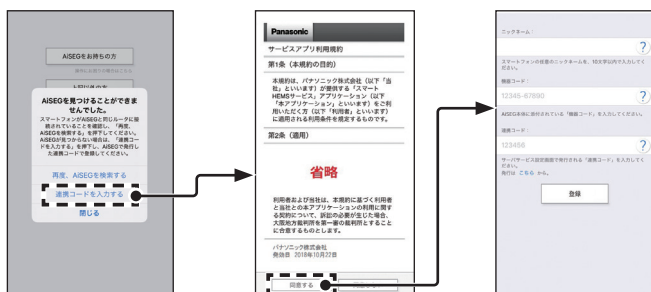 AiSEGをお持ちの方
AiSEGを見つけることができま
せんでした。
スマートフォンがAiSEGと同じルータに接
続されていることを確認し、「再度、
AiSEGを検索する」を押下してください。
AiSEGが見つからない場合は、「連携コー
ドを入力する」を押下し、AiSEGで発行し
た連携コードで登録してください。
再度、AiSEGを検索する
連携コードを入力する
閉じる
Panasonic
サービスアプリ利用規約
第1条（本規約の目的）
本規約は、パナソニック株式会社（以下「当
社」といいます）が提供する「スマート
HEMSサービス」アプリケーション（以下
「本アプリケーション」といいます）をご利
用いただく方（以下「利用者」といいます）
に適用される利用条件を規定するものです。
第2条（適用）
省略
利用者および当社は、本規約に基づく利用者
と当社との本アプリケーションの利用に関す
る契約について、訴訟の必要が生じた場合、
大阪地方裁判所を第一審の裁判所とすること
に合意するものとします。
パナソニック株式会社
発効日 2018年10月22日
同意する
ニックネーム：
?
スマートフォンの任意のニックネームを、10文字以内で入力してく
ださい。
機器コード：
12345-67890
?
AiSEG本体に添付されている「機器コード」を入力してください。
連携コード：
123456
?
サーバサービス設定画面で発行される「連携コード」を入力してく
ださい。
発行は こちら から。
登録